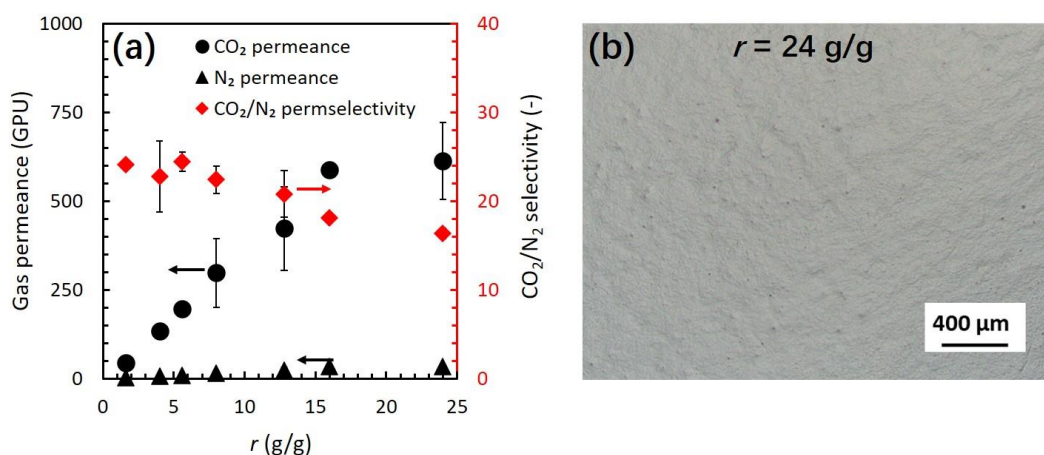 (a)
CO₂ permeance
N₂ permeance
CO₂/N₂ permselectivity
Gas permeance (GPU)
1000
750
500
250
0
CO₂/N₂ selectivity (-)
40
30
20
10
0
0 5 10 15 20 25
r (g/g)
(b)
r = 24 g/g
400 μm